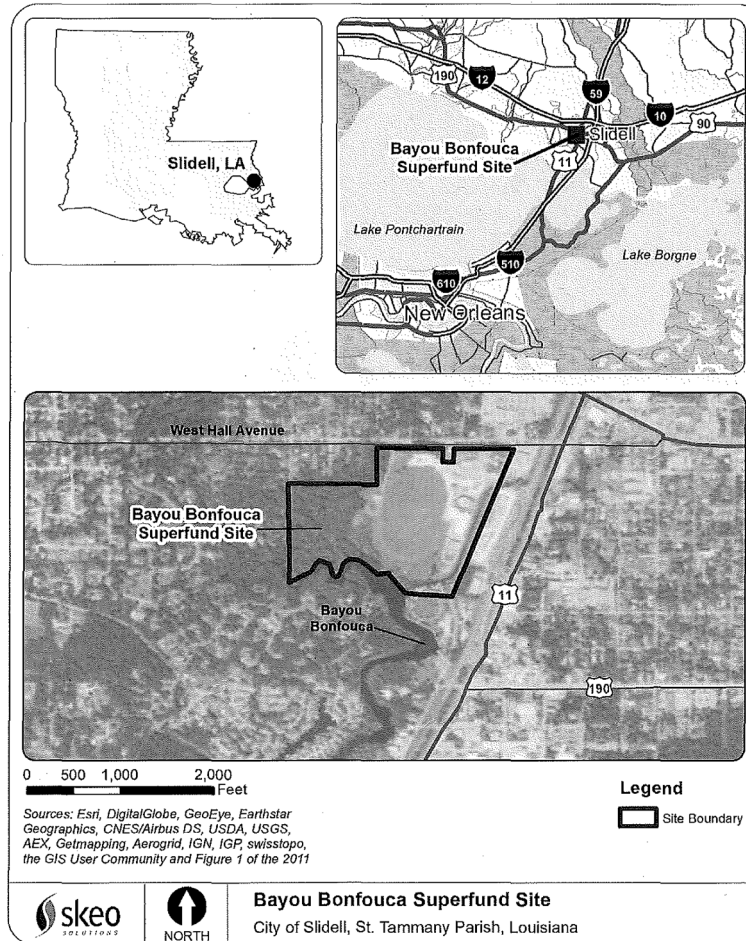 Slidell, LA
190
12
59
10
90
Slidell
Bayou Bonfouca
Superfund Site
11
Lake Pontchartrain
Lake Borgne
510
610
New Orleans
West Hall Avenue
Bayou Bonfouca
Superfund Site
11
Bayou
Bonfouca
190
0 500 1,000 2,000
Feet
Sources: Esri, DigitalGlobe, GeoEye, Earthstar
Geographics, CNES/Airbus DS, USDA, USGS,
AEX, Getmapping, Aerogrid, IGN, IGP, swisstopo,
the GIS User Community and Figure 1 of the 2011
Legend
Site Boundary
skeo
SOLUTIONS
NORTH
Bayou Bonfouca Superfund Site
City of Slidell, St. Tammany Parish, Louisiana